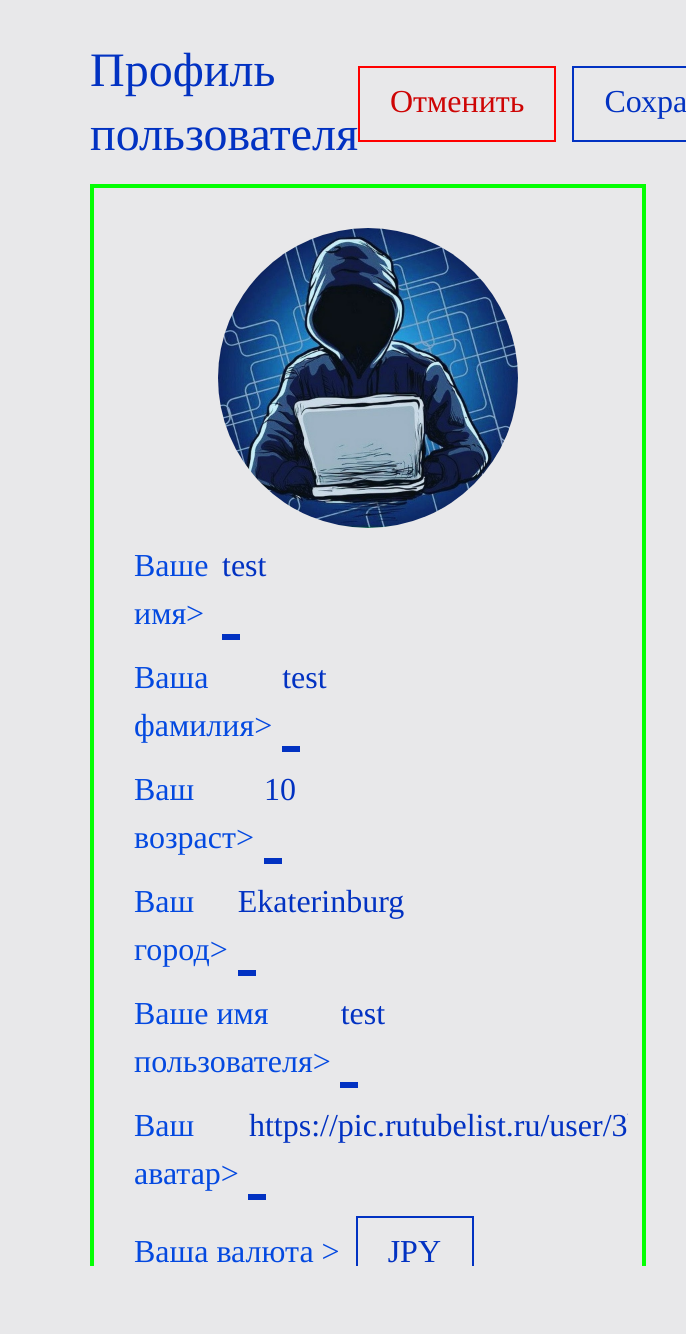 Профиль
пользователя
Отменить
Сохра
Ваше test
имя>
Ваша test
фамилия>
Ваш 10
возраст>
Ваш Ekaterinburg
город>
Ваше имя test
пользователя>
Ваш https://pic.rutubelist.ru/user/3
аватар>
Ваша валюта > JPY